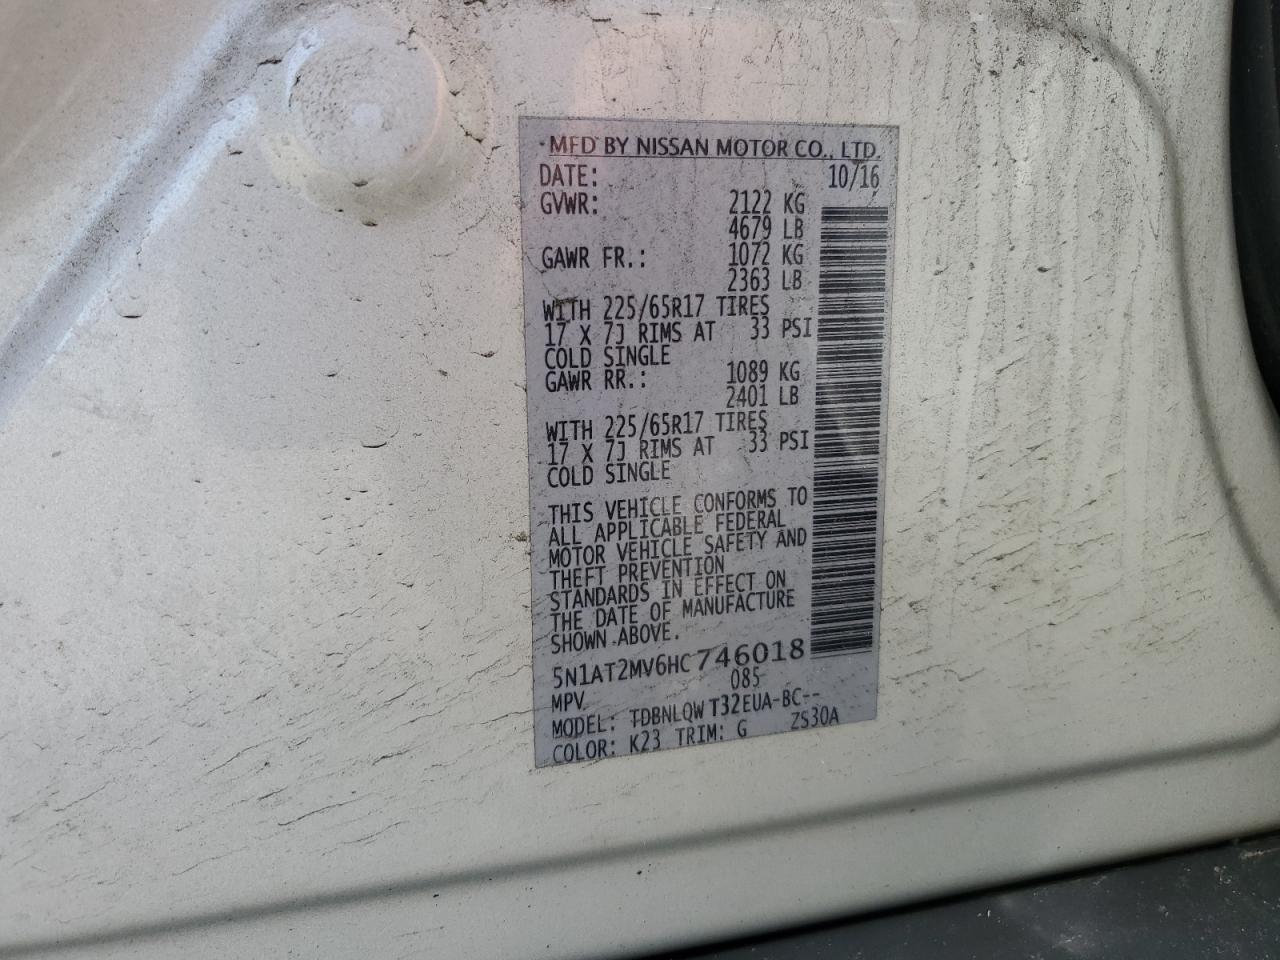 MFD BY NISSAN MOTOR CO., LTD.
DATE: 10/16
GVWR: 2122 KG
4679 LB
GAWR FR.: 1072 KG
2363 LB
WITH 225/65R17 TIRES
17 X 7J RIMS AT 33 PSI
COLD SINGLE
GAWR RR.: 1089 KG
2401 LB
WITH 225/65R17 TIRES
17 X 7J RIMS AT 33 PSI
COLD SINGLE
THIS VEHICLE CONFORMS TO
ALL APPLICABLE FEDERAL
MOTOR VEHICLE SAFETY AND
THEFT PREVENTION
STANDARDS IN EFFECT ON
THE DATE OF MANUFACTURE
SHOWN ABOVE.
5N1AT2MV6HC746018
MPV 085
MODEL: TDBNLQW T32EUA-BC--
COLOR: K23 TRIM: G ZS30A